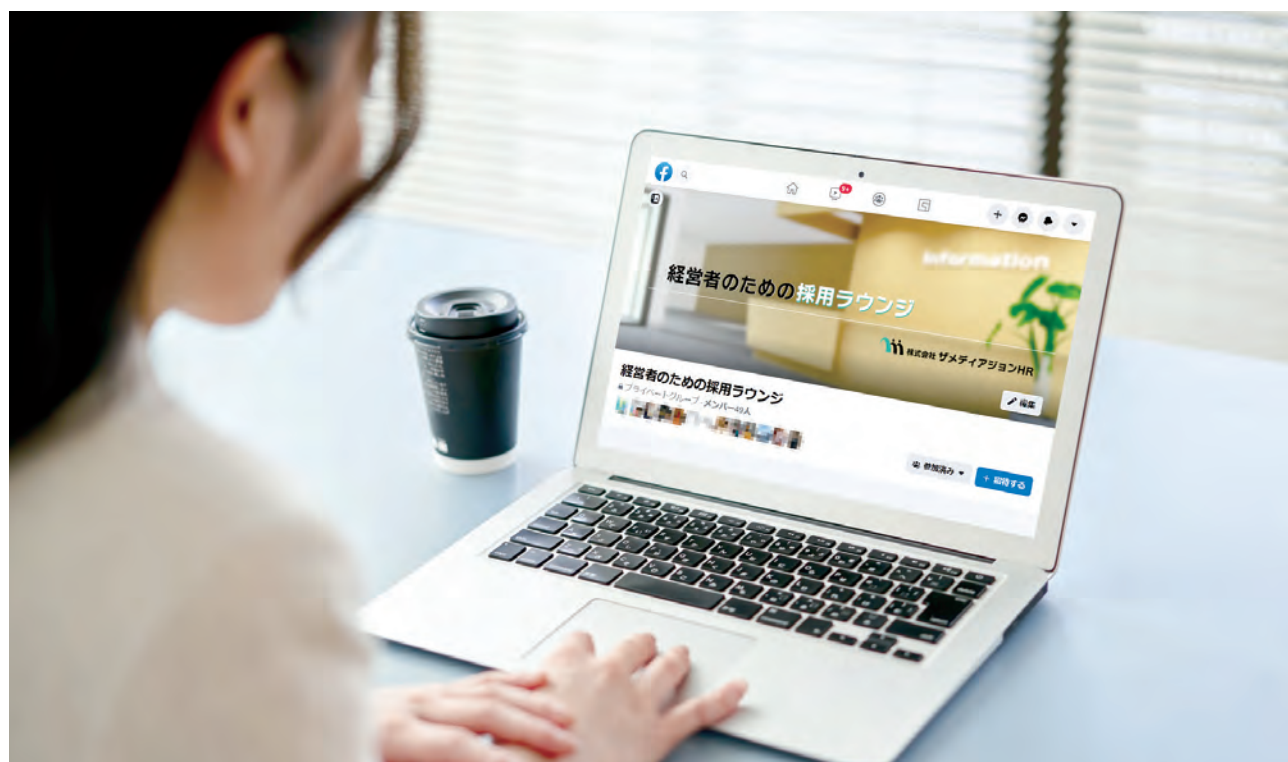 9+
information
経営者のための採用ラウンジ
株式会社 ザメディアジョンHR
編集
経営者のための採用ラウンジ
プライベートグループ・メンバー49人
参加済み
+ 招待する